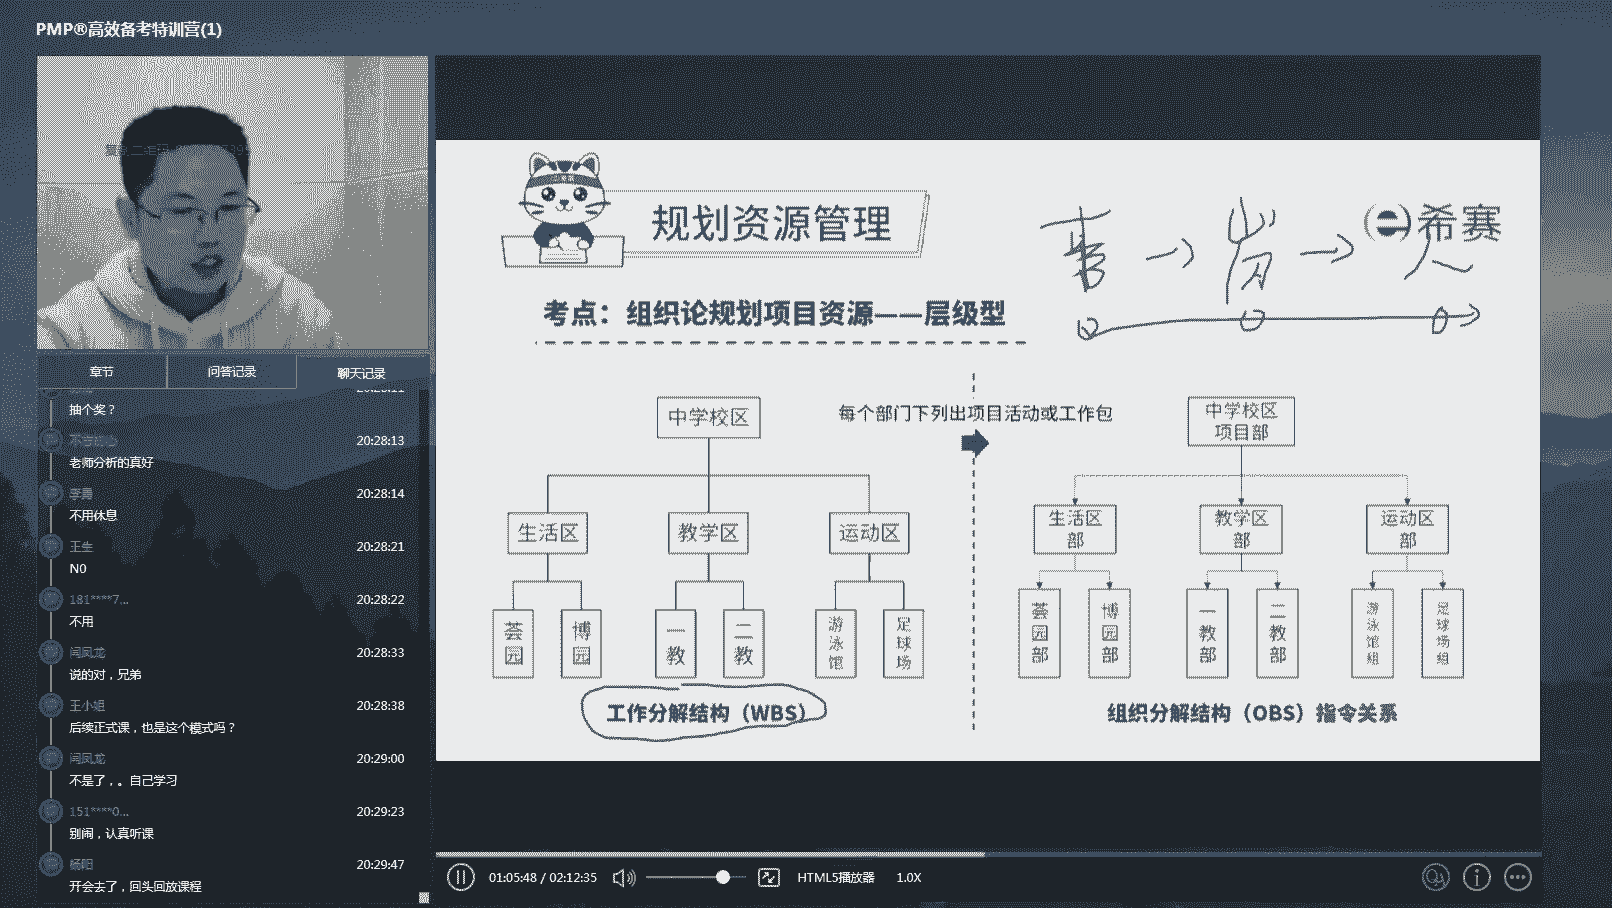 PMP®高效备考特训营(1)
章节
问答记录
聊天记录
抽个奖？
20:28:13
老师分析的真好
李勇
20:28:14
不用休息
王生
20:28:21
N0
181****7...
20:28:22
不用
闫凤龙
20:28:33
说的对，兄弟
王小姐
20:28:38
后续正式课，也是这个模式吗？
闫凤龙
20:29:00
不是了，。自己学习
151****0...
20:29:23
别闹，认真听课
杨阳
20:29:47
开会去了，回头回放课程
规划资源管理
希赛
事→岗→人
考点：组织论规划项目资源——层级型
中学校区
生活区
教学区
运动区
荟园
博园
一教
二教
游泳馆
足球场
工作分解结构（WBS）
每个部门下列出项目活动或工作包
中学校区
项目部
生活区
部
教学区
部
运动区
部
荟园部
博园部
一教部
二教部
游泳馆组
足球场组
组织分解结构（OBS）指令关系
01:05:48 / 02:12:35
HTML5播放器
1.0X